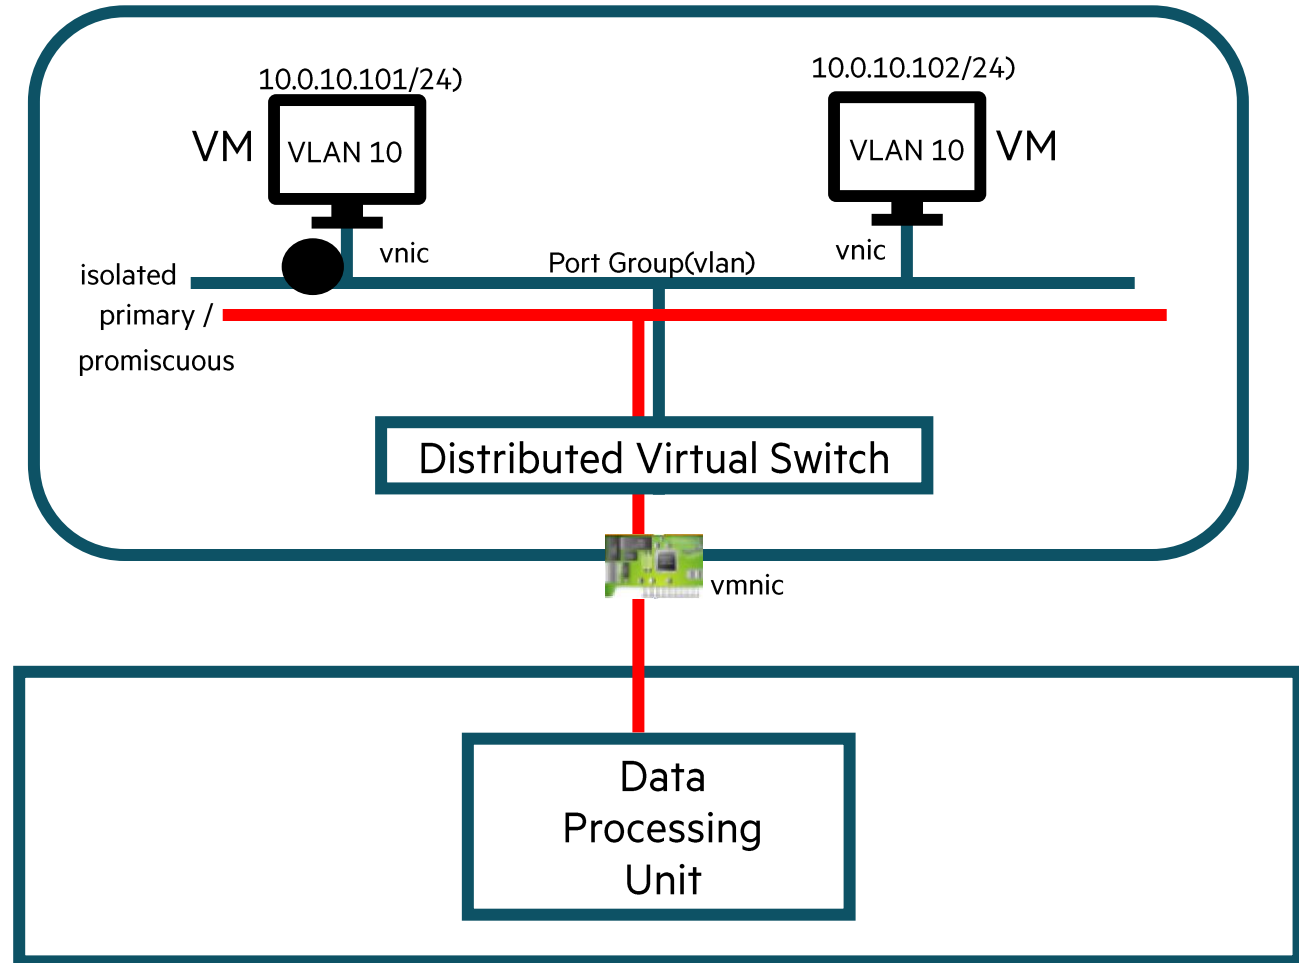 10.0.10.101/24)
10.0.10.102/24)
VM
VLAN 10
VLAN 10
VM
vnic
vnic
isolated
Port Group(vlan)
primary /
promiscuous
Distributed Virtual Switch
vmnic
Data
Processing
Unit